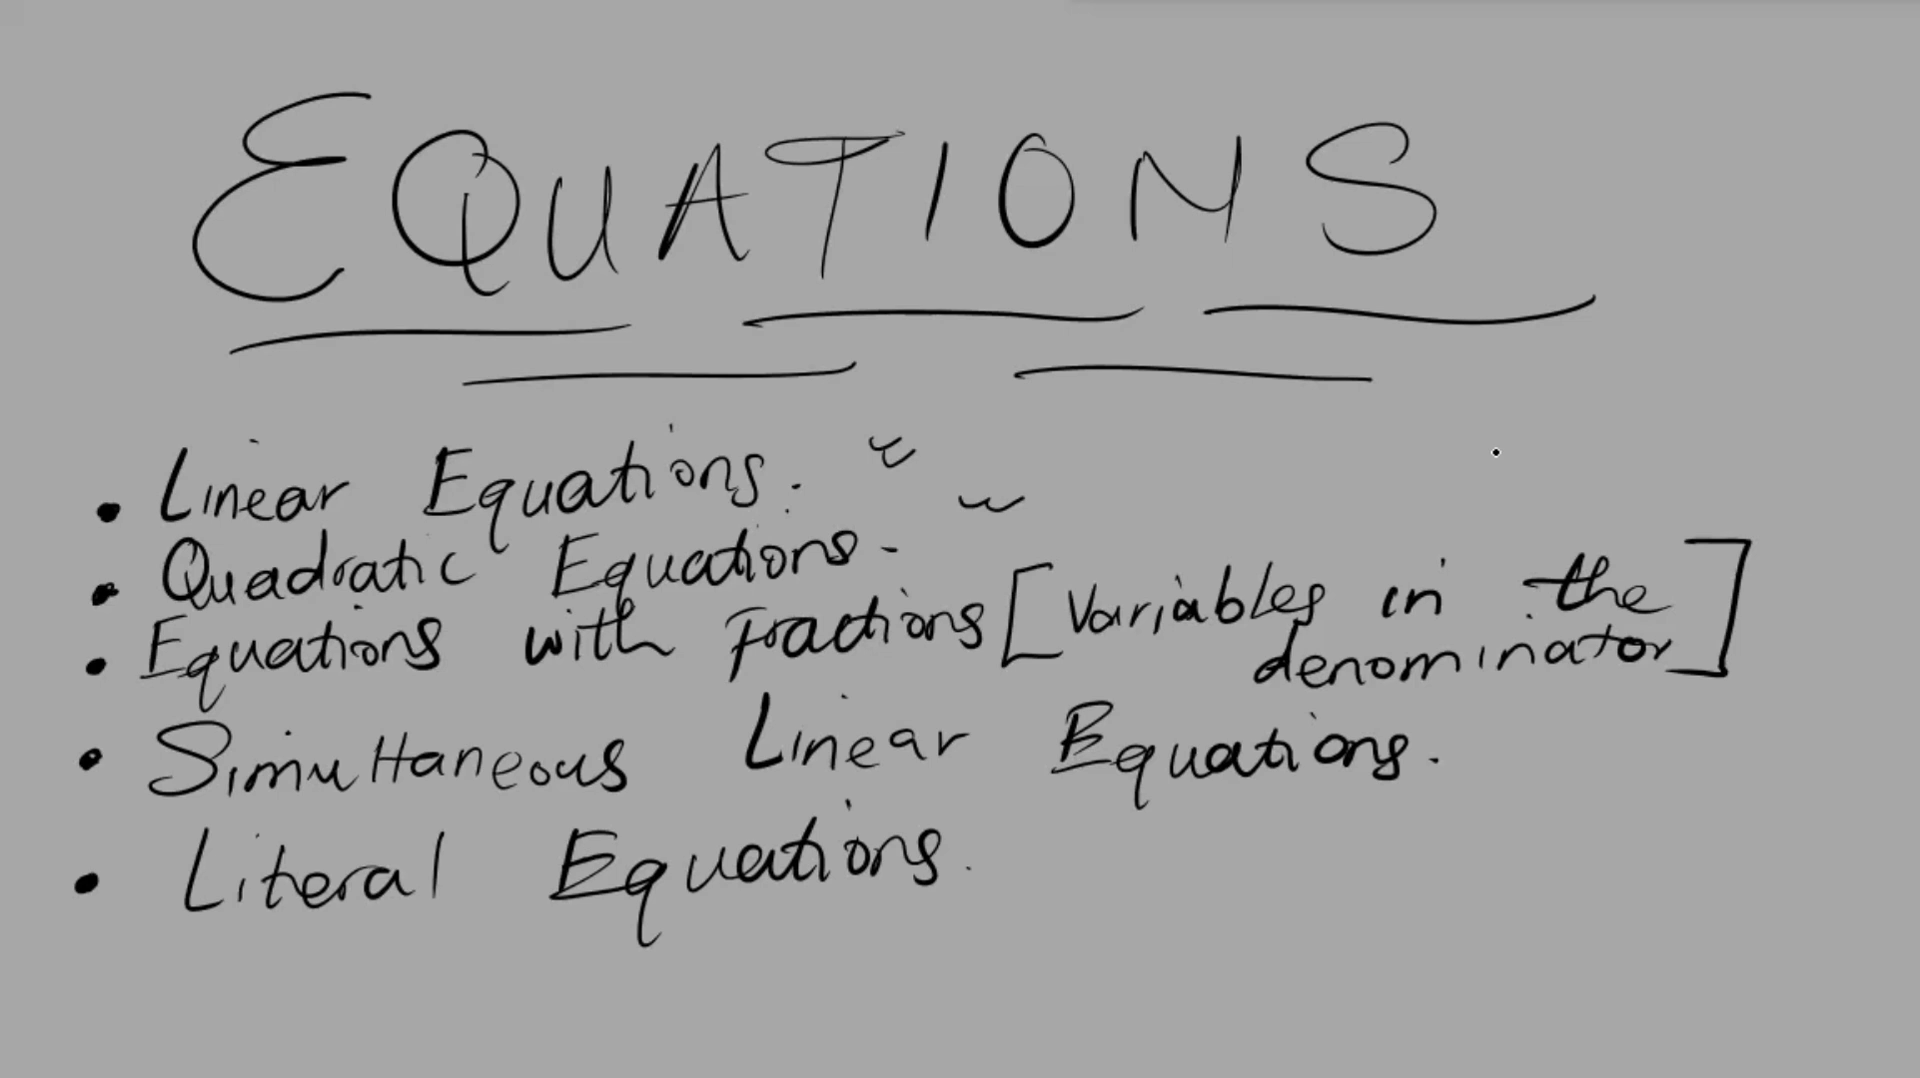 EQUATIONS
• Linear Equations.
• Quadratic Equations.
• Equations with Fractions [Variables in the
denominator]
• Simultaneous Linear Equations.
• Literal Equations.